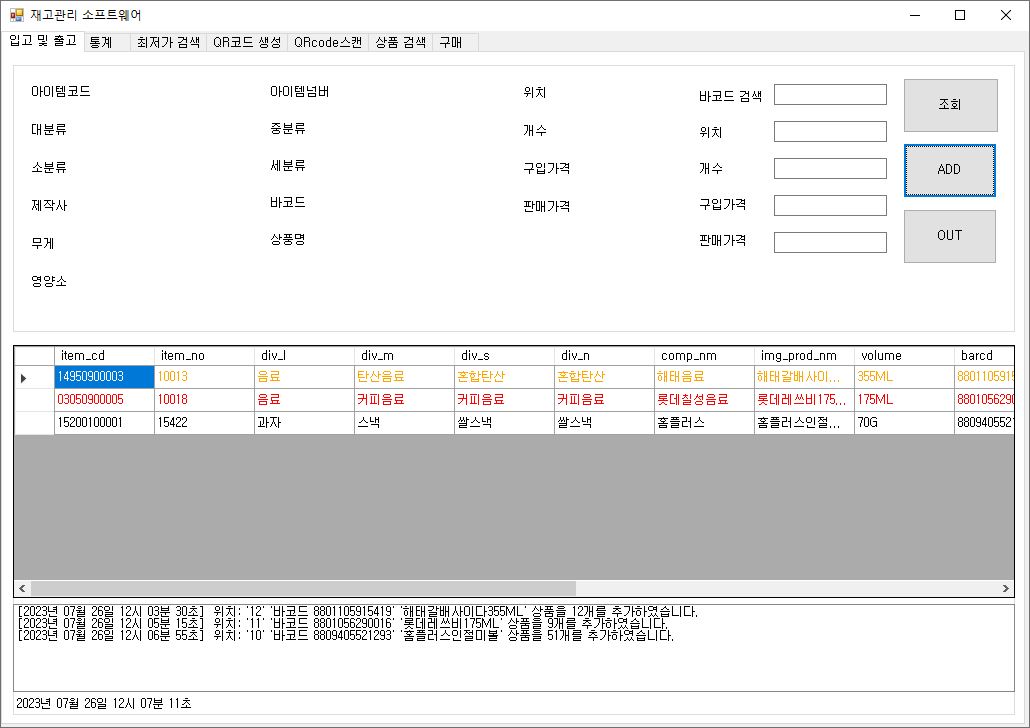 재고관리 소프트웨어
입고 및 출고 통계 최저가 검색 QR코드 생성 QRcode스캔 상품 검색 구매
아이템코드 아이템넘버 위치 바코드 검색 조회
대분류 중분류 개수 위치
소분류 세분류 구입가격 개수 ADD
제작사 바코드 판매가격 구입가격
무게 상품명 판매가격 OUT
영양소
item_cd item_no div_l div_m div_s div_n comp_nm img_prod_nm volume barcd
14950900003 10013 음료 탄산음료 혼합탄산 혼합탄산 해태음료 해태갈배사이... 355ML 8801105915
03050900005 10018 음료 커피음료 커피음료 커피음료 롯데칠성음료 롯데레쓰비175... 175ML 8801056290
15200100001 15422 과자 스낵 쌀스낵 쌀스낵 홈플러스 홈플러스인절... 70G 8809405521
[2023년 07월 26일 12시 03분 30초] 위치: '12' '바코드 8801105915419' '해태갈배사이다355ML' 상품을 12개를 추가하였습니다.
[2023년 07월 26일 12시 05분 15초] 위치: '11' '바코드 8801056290016' '롯데레쓰비175ML' 상품을 9개를 추가하였습니다.
[2023년 07월 26일 12시 06분 55초] 위치: '10' '바코드 8809405521293' '홈플러스인절미볼' 상품을 51개를 추가하였습니다.
2023년 07월 26일 12시 07분 11초